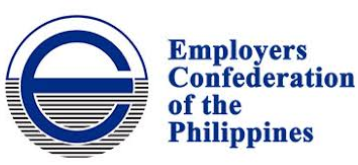 Employers
Confederation
of the
Philippines